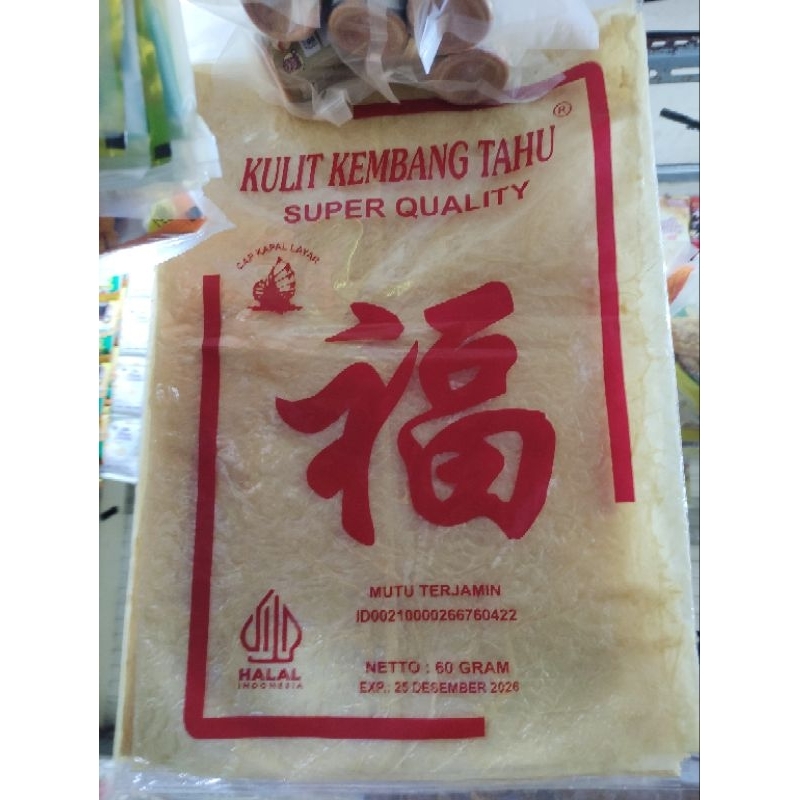 KULIT KEMBANG TAHU ®
SUPER QUALITY
CAP KAPAL LAYAR
福
MUTU TERJAMIN
ID00210000266760422
HALAL
INDONESIA
NETTO : 60 GRAM
EXP.: 25 DESEMBER 2026